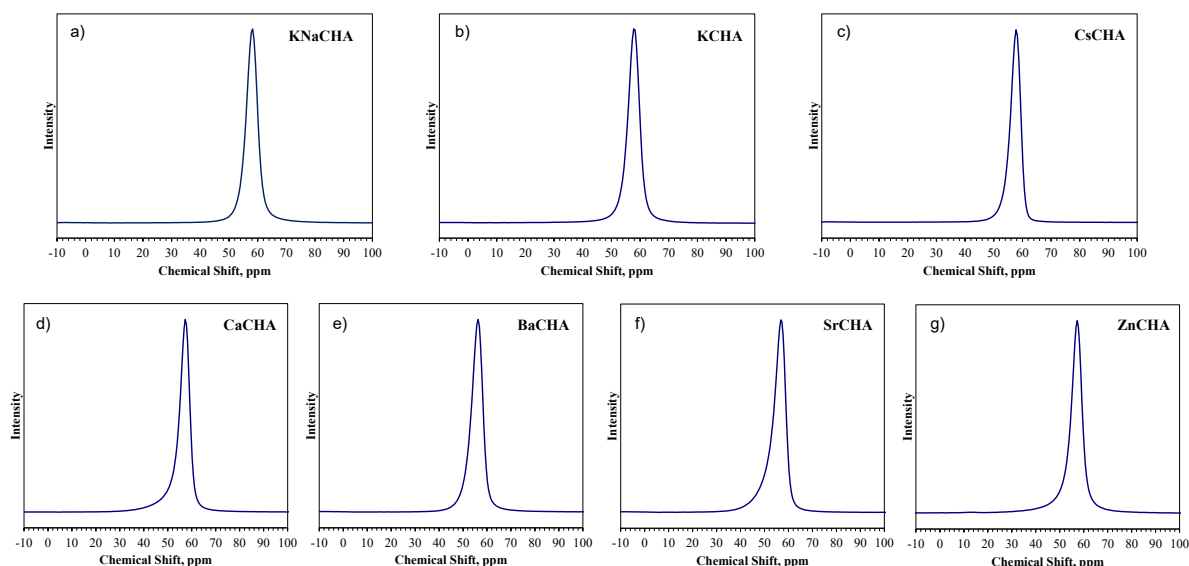 a) KNaCHA
Intensity
-10 0 10 20 30 40 50 60 70 80 90 100
Chemical Shift, ppm
b) KCHA
Intensity
-10 0 10 20 30 40 50 60 70 80 90 100
Chemical Shift, ppm
c) CsCHA
Intensity
-10 0 10 20 30 40 50 60 70 80 90 100
Chemical Shift, ppm
d) CaCHA
Intensity
-10 0 10 20 30 40 50 60 70 80 90 100
Chemical Shift, ppm
e) BaCHA
Intensity
-10 0 10 20 30 40 50 60 70 80 90 100
Chemical Shift, ppm
f) SrCHA
Intensity
-10 0 10 20 30 40 50 60 70 80 90 100
Chemical Shift, ppm
g) ZnCHA
Intensity
-10 0 10 20 30 40 50 60 70 80 90 100
Chemical Shift, ppm